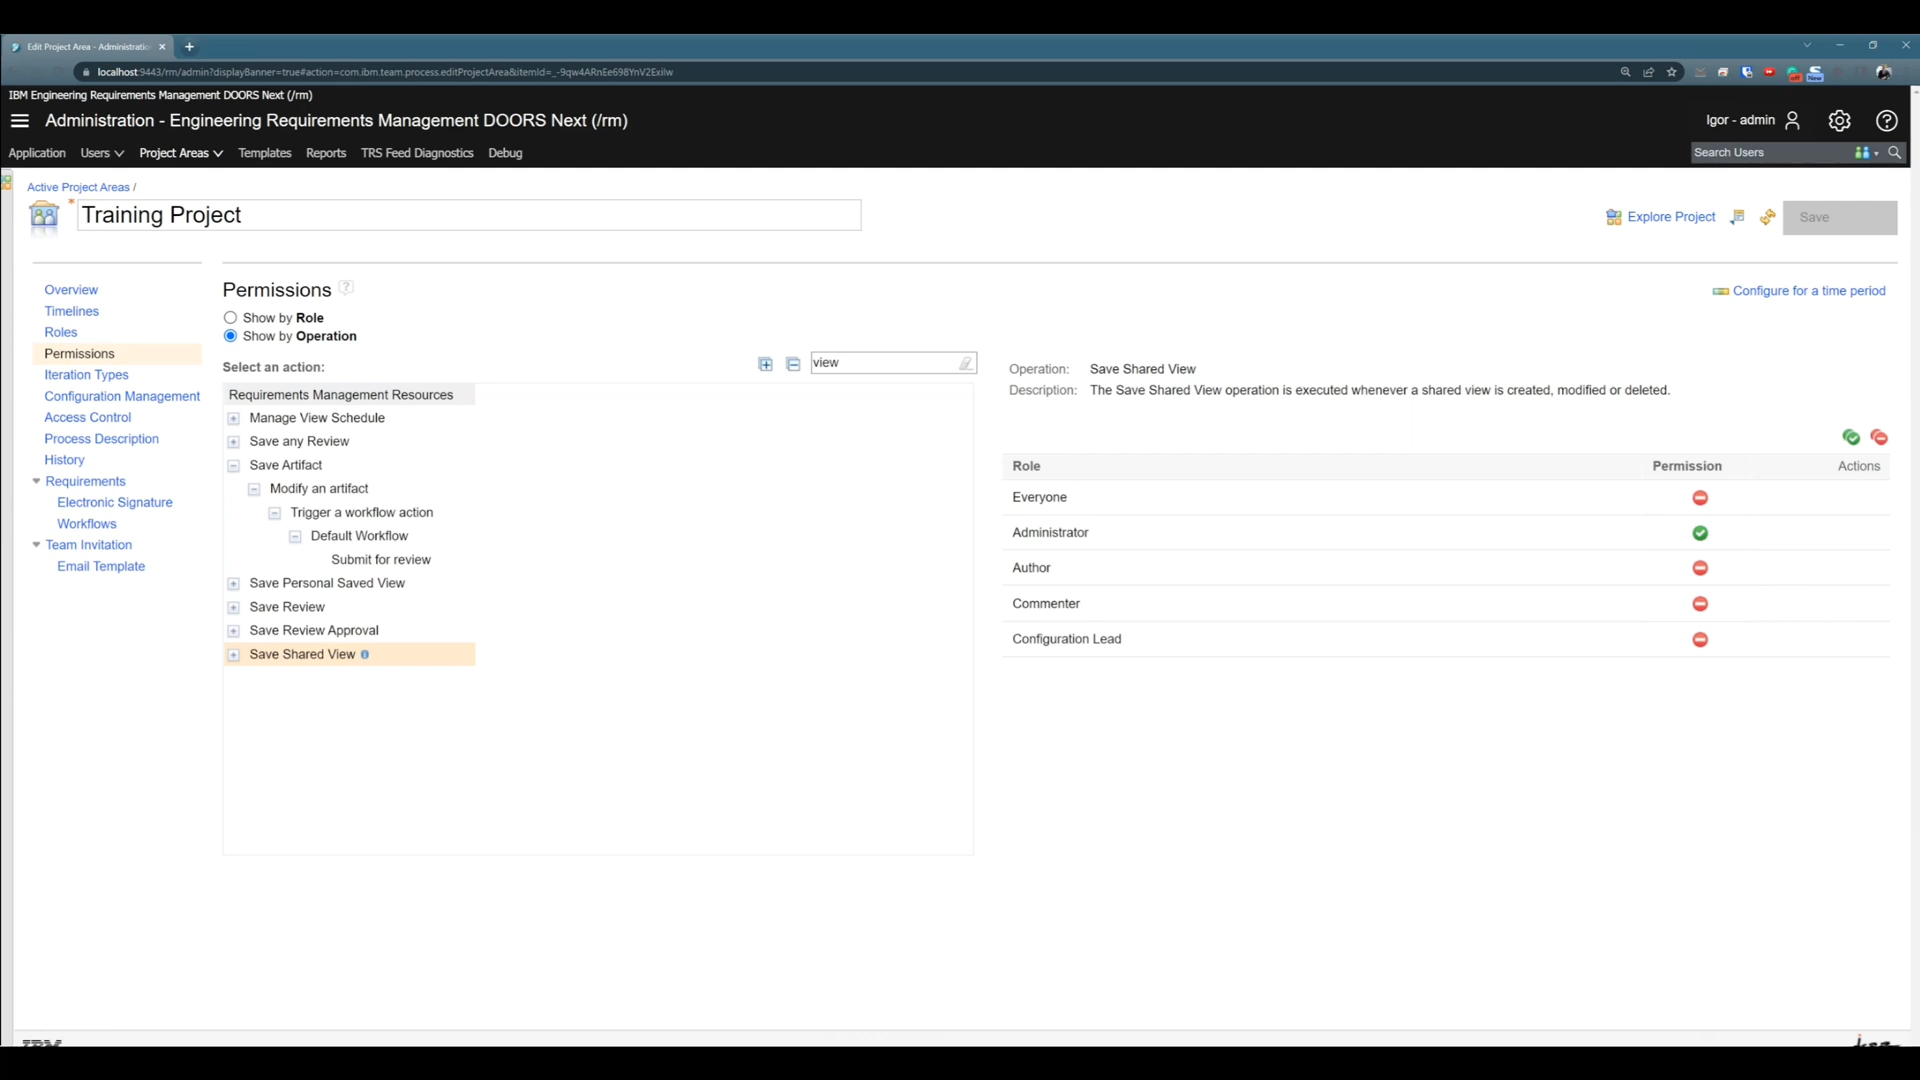 Edit Project Area - Administratio
localhost:9443/rm/admin?displayBanner=true#action=com.ibm.team.process.editProjectArea&itemId=_-9qw4ARnEe698YnV2Exilw
off
New
IBM Engineering Requirements Management DOORS Next (/rm)
Administration - Engineering Requirements Management DOORS Next (/rm)
Igor - admin
Application Users Project Areas Templates Reports TRS Feed Diagnostics Debug
Search Users
Active Project Areas /
* Training Project
Explore Project
Save
Overview
Timelines
Roles
Permissions
Iteration Types
Configuration Management
Access Control
Process Description
History
Requirements
Electronic Signature
Workflows
Team Invitation
Email Template
Permissions ?
Configure for a time period
Show by Role
Show by Operation
Select an action:
view
Requirements Management Resources
Manage View Schedule
Save any Review
Save Artifact
Modify an artifact
Trigger a workflow action
Default Workflow
Submit for review
Save Personal Saved View
Save Review
Save Review Approval
Save Shared View
Operation: Save Shared View
Description: The Save Shared View operation is executed whenever a shared view is created, modified or deleted.
Role Permission Actions
Everyone
Administrator
Author
Commenter
Configuration Lead
IBM